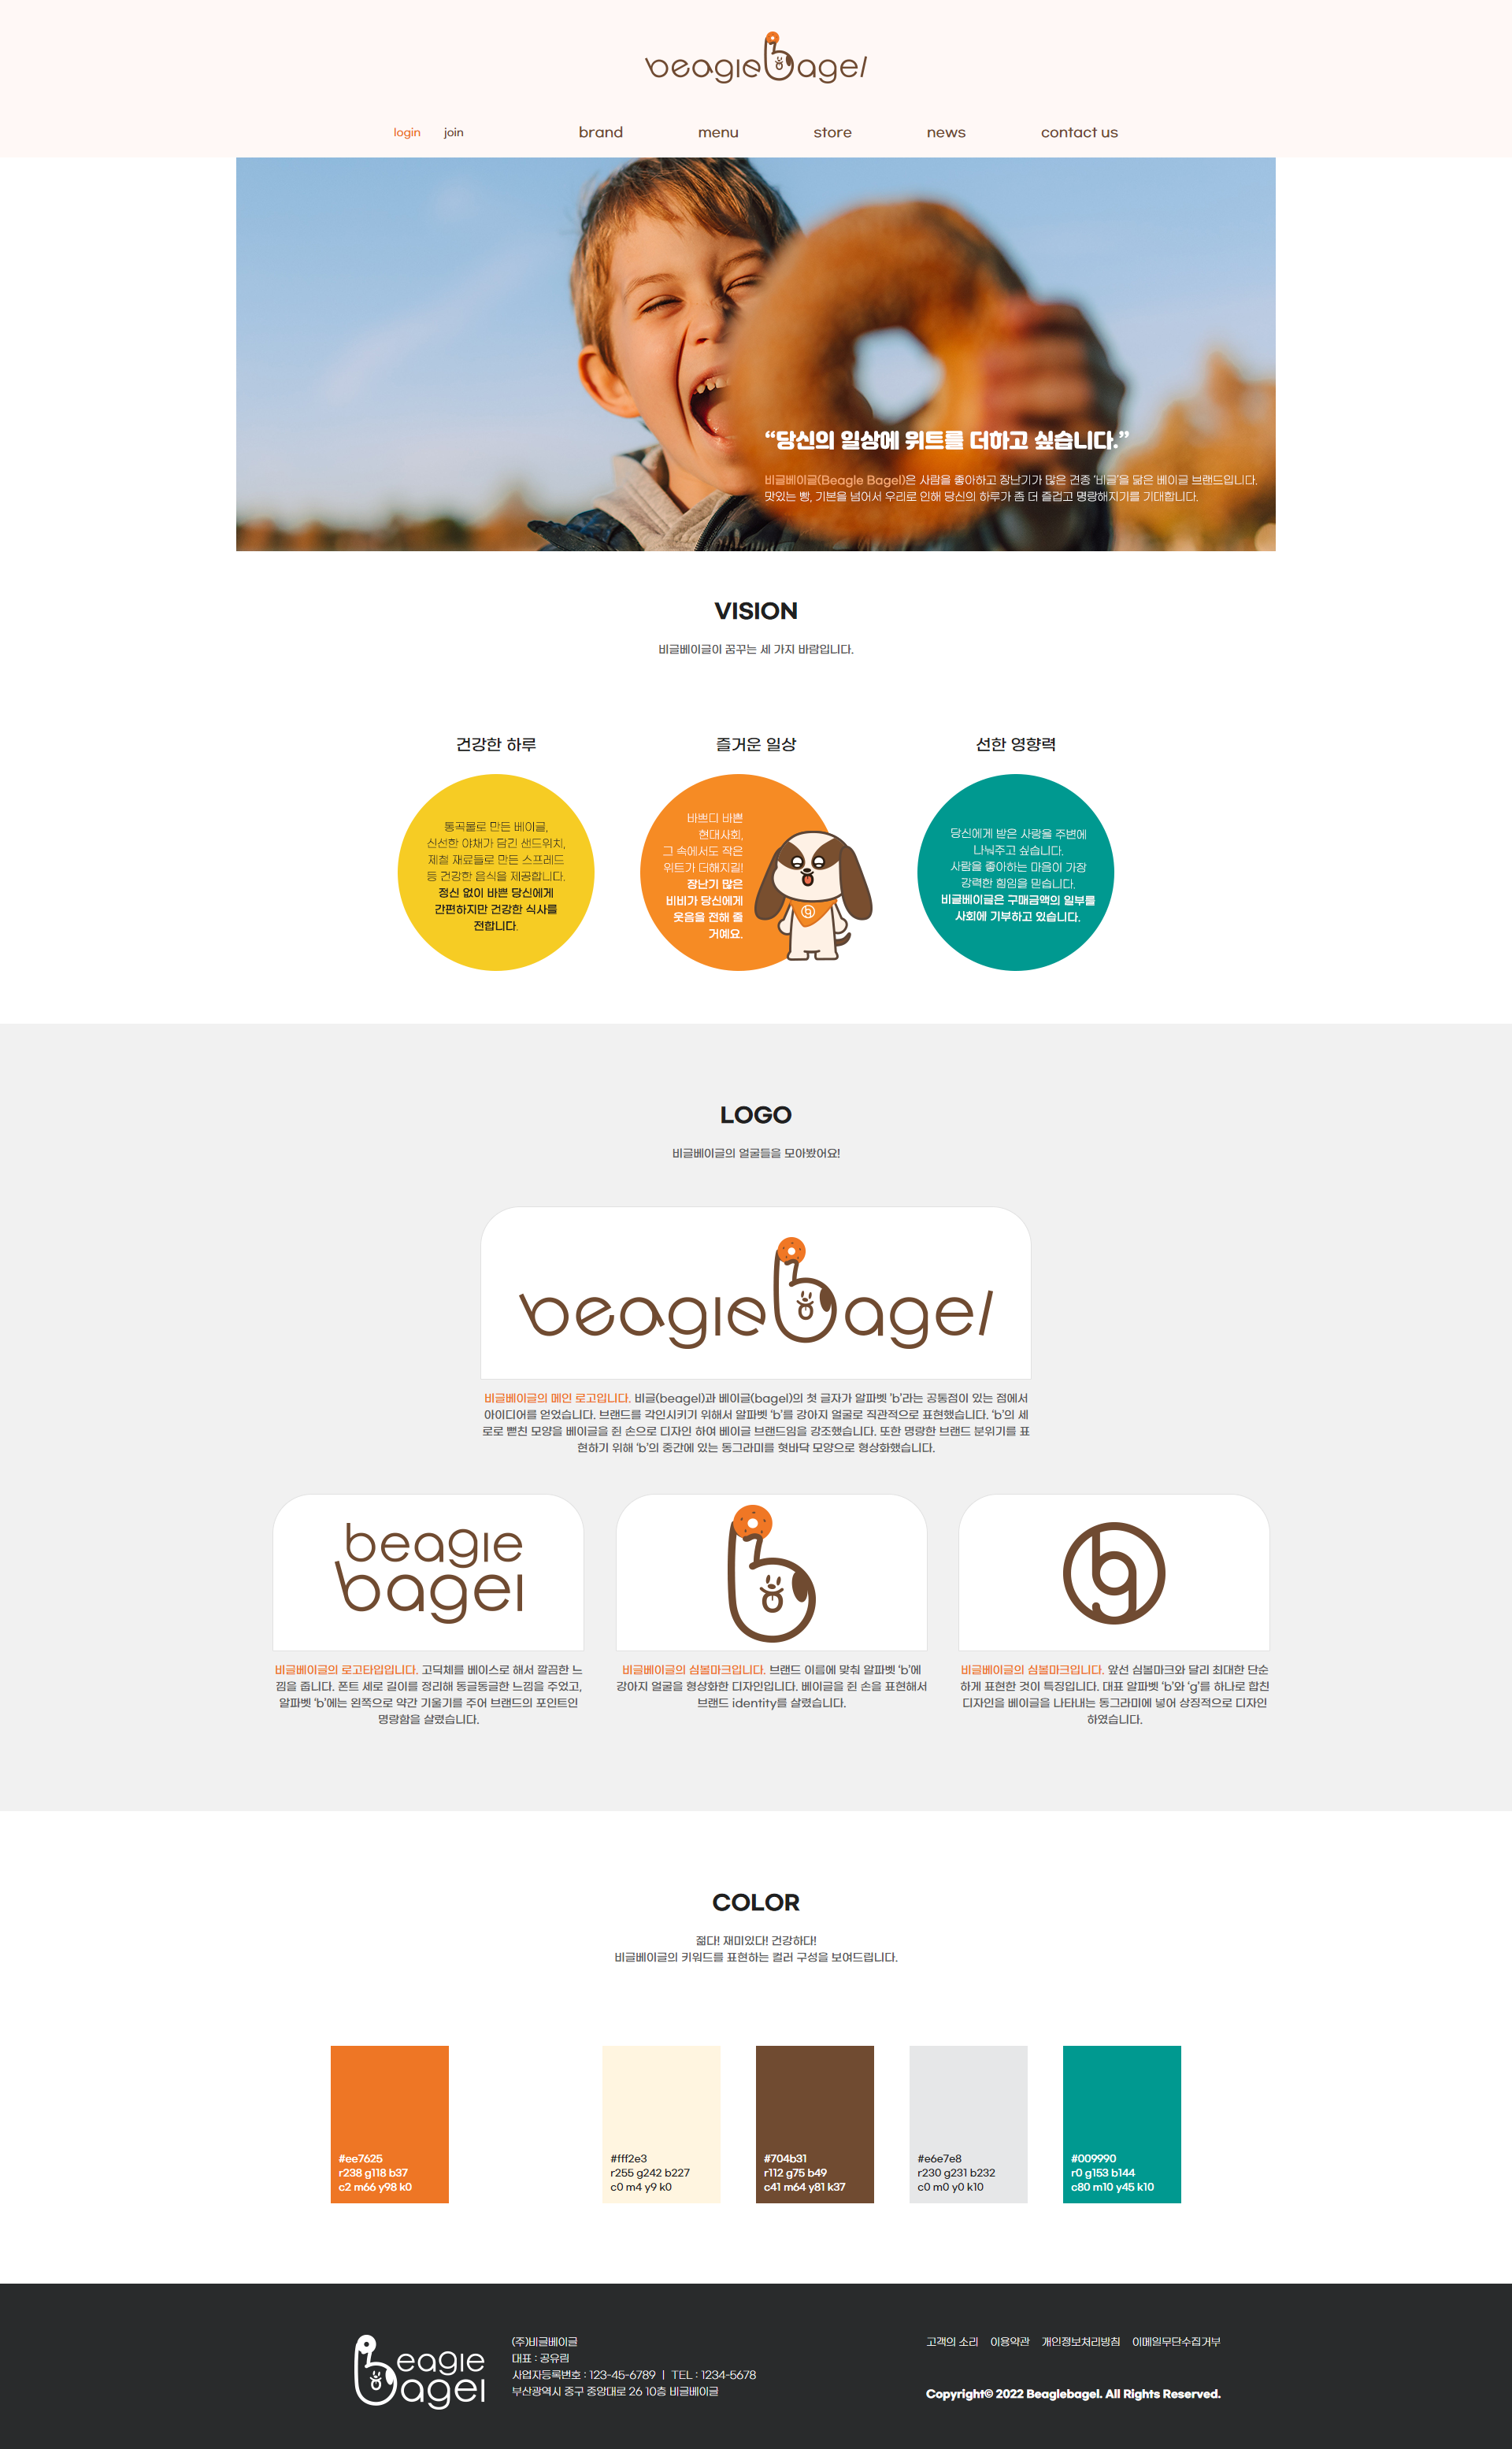 beagle bagel
login join brand menu store news contact us
“당신의 일상에 위트를 더하고 싶습니다.”
비글베이글(Beagle Bagel)은 사람을 좋아하고 장난기가 많은 견종 ‘비글’을 닮은 베이글 브랜드입니다.
맛있는 빵, 기본을 넘어서 우리로 인해 당신의 하루가 좀 더 즐겁고 명랑해지기를 기대합니다.
VISION
비글베이글이 꿈꾸는 세 가지 바람입니다.
건강한 하루
통곡물로 만든 베이글,
신선한 야채가 담긴 샌드위치,
제철 재료들로 만든 스프레드
등 건강한 음식을 제공합니다.
정신 없이 바쁜 당신에게
간편하지만 건강한 식사를
전합니다.
즐거운 일상
바쁘디 바쁜
현대사회,
그 속에서도 작은
위트가 더해지길!
장난기 많은
비비가 당신에게
웃음을 전해 줄
거예요.
선한 영향력
당신에게 받은 사랑을 주변에
나눠주고 싶습니다.
사람을 좋아하는 마음이 가장
강력한 힘임을 믿습니다.
비글베이글은 구매금액의 일부를
사회에 기부하고 있습니다.
LOGO
비글베이글의 얼굴들을 모아봤어요!
beagle bagel
비글베이글의 메인 로고입니다. 비글(beagel)과 베이글(bagel)의 첫 글자가 알파벳 ’b’라는 공통점이 있는 점에서
아이디어를 얻었습니다. 브랜드를 각인시키기 위해서 알파벳 ‘b’를 강아지 얼굴로 직관적으로 표현했습니다. ‘b’의 세
로로 뻗친 모양을 베이글을 쥔 손으로 디자인 하여 베이글 브랜드임을 강조했습니다. 또한 명랑한 브랜드 분위기를 표
현하기 위해 ‘b’의 중간에 있는 동그라미를 혓바닥 모양으로 형상화했습니다.
beagle
bagel
비글베이글의 로고타입입니다. 고딕체를 베이스로 해서 깔끔한 느
낌을 줍니다. 폰트 세로 길이를 정리해 동글동글한 느낌을 주었고,
알파벳 ‘b’에는 왼쪽으로 약간 기울기를 주어 브랜드의 포인트인
명랑함을 살렸습니다.
b
비글베이글의 심볼마크입니다. 브랜드 이름에 맞춰 알파벳 ‘b’에
강아지 얼굴을 형상화한 디자인입니다. 베이글을 쥔 손을 표현해서
브랜드 identity를 살렸습니다.
bg
비글베이글의 심볼마크입니다. 앞선 심볼마크와 달리 최대한 단순
하게 표현한 것이 특징입니다. 대표 알파벳 ‘b’와 ‘g’를 하나로 합친
디자인을 베이글을 나타내는 동그라미에 넣어 상징적으로 디자인
하였습니다.
COLOR
젊다! 재미있다! 건강하다!
비글베이글의 키워드를 표현하는 컬러 구성을 보여드립니다.
#ee7625
r238 g118 b37
c2 m66 y98 k0
#fff2e3
r255 g242 b227
c0 m4 y9 k0
#704b31
r112 g75 b49
c41 m64 y81 k37
#e6e7e8
r230 g231 b232
c0 m0 y0 k10
#009990
r0 g153 b144
c80 m10 y45 k10
beagle
bagel
(주)비글베이글
대표 : 공유림
사업자등록번호 : 123-45-6789 | TEL : 1234-5678
부산광역시 중구 중앙대로 26 10층 비글베이글
고객의 소리 이용약관 개인정보처리방침 이메일무단수집거부
Copyright© 2022 Beaglebagel. All Rights Reserved.